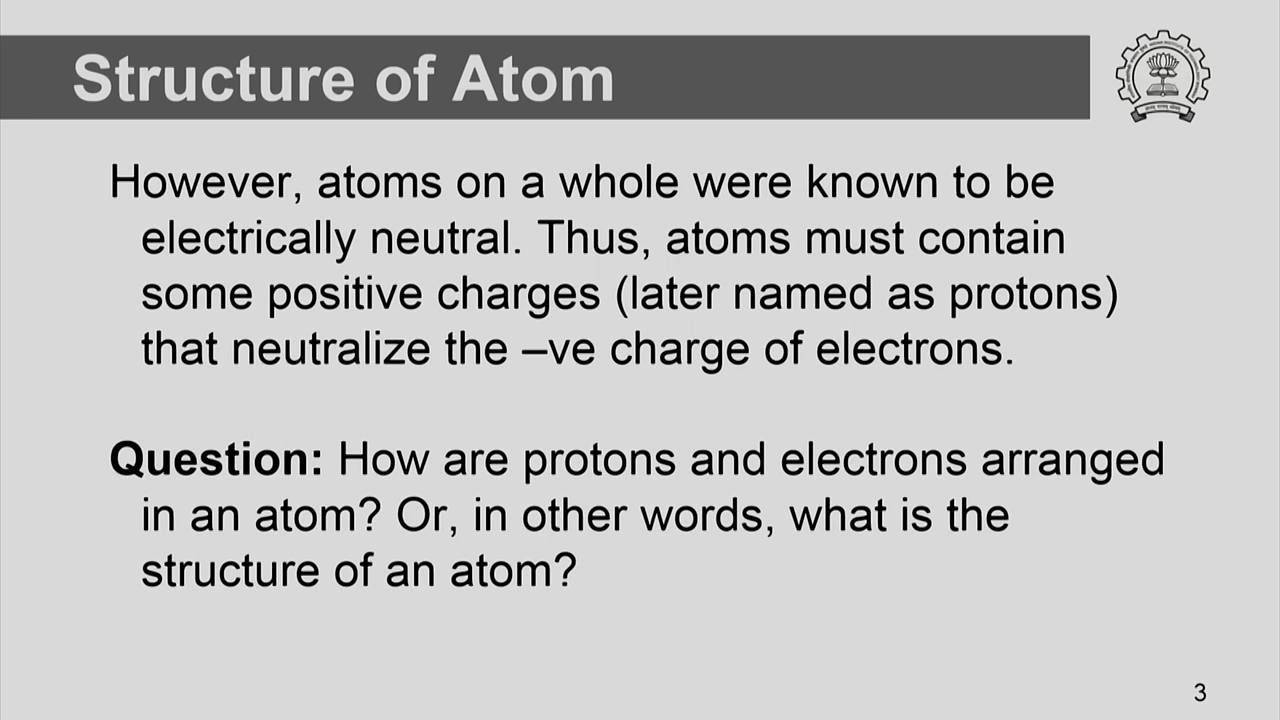 Structure of Atom
However, atoms on a whole were known to be
electrically neutral. Thus, atoms must contain
some positive charges (later named as protons)
that neutralize the –ve charge of electrons.
Question: How are protons and electrons arranged
in an atom? Or, in other words, what is the
structure of an atom?
3